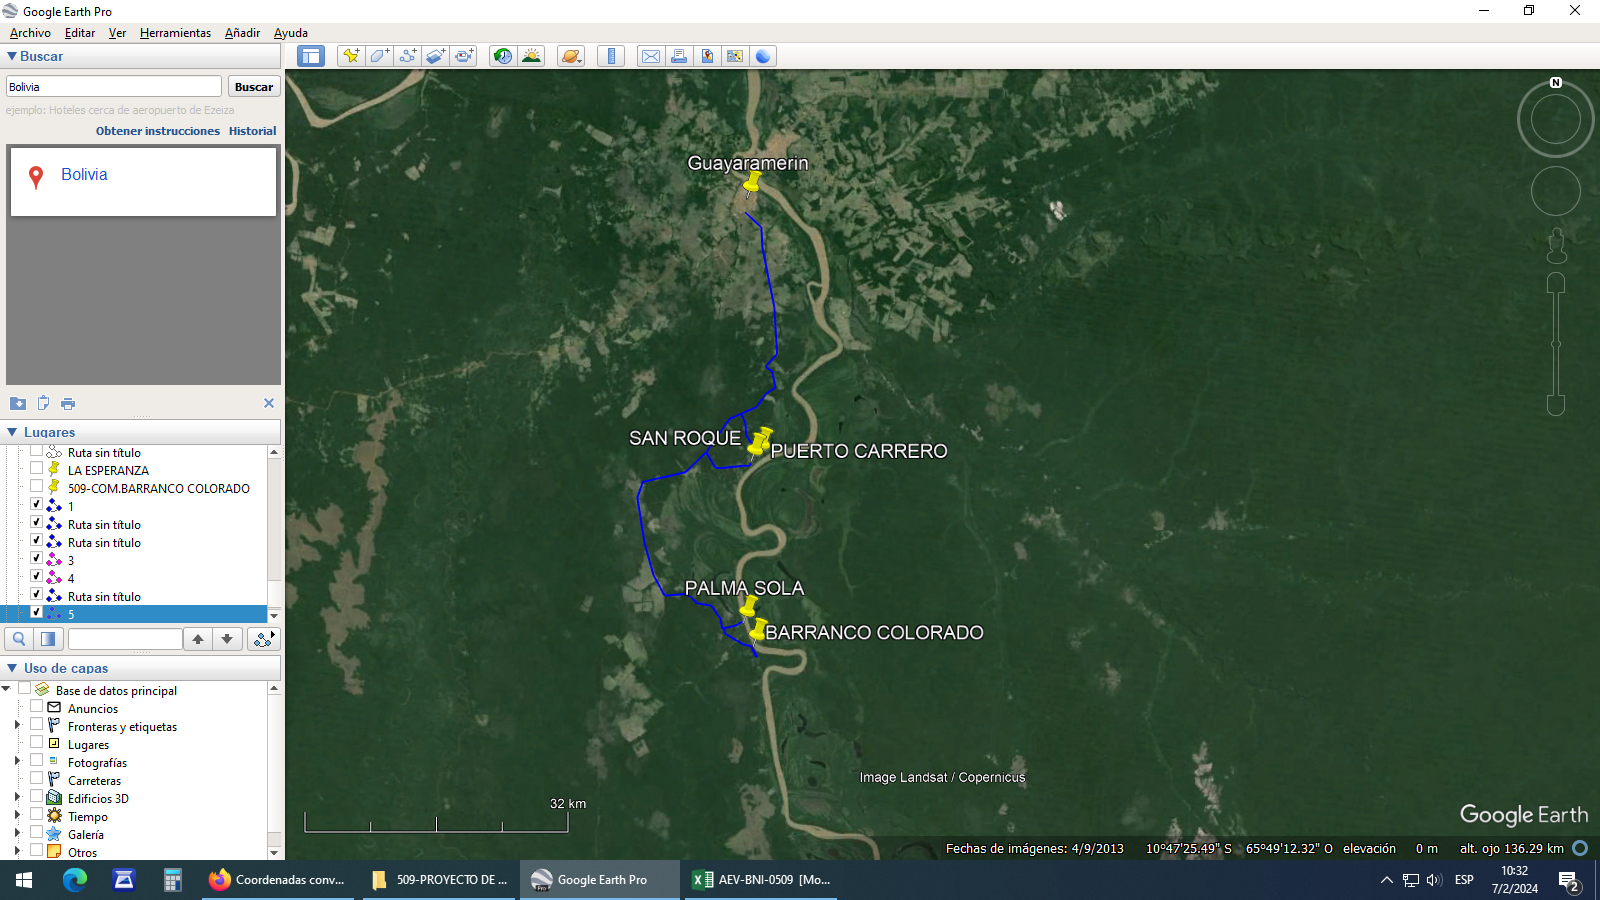 Google Earth Pro
Archivo Editar Ver Herramientas Añadir Ayuda
Buscar
Bolivia
Buscar
ejemplo: Hoteles cerca de aeropuerto de Ezeiza
Obtener instrucciones Historial
Bolivia
Lugares
Ruta sin título
LA ESPERANZA
509-COM.BARRANCO COLORADO
1
Ruta sin título
Ruta sin título
3
4
Ruta sin título
5
Uso de capas
Base de datos principal
Anuncios
Fronteras y etiquetas
Lugares
Fotografías
Carreteras
Edificios 3D
Tiempo
Galería
Otros
N
Guayaramerin
SAN ROQUE
PUERTO CARRERO
PALMA SOLA
BARRANCO COLORADO
Image Landsat / Copernicus
32 km
Google Earth
Fechas de imágenes: 4/9/2013 10°47'25.49" S 65°49'12.32" O elevación 0 m alt. ojo 136.29 km
Coordenadas conv...
509-PROYECTO DE ...
Google Earth Pro
AEV-BNI-0509 [Mo...
ESP
10:32
7/2/2024
2